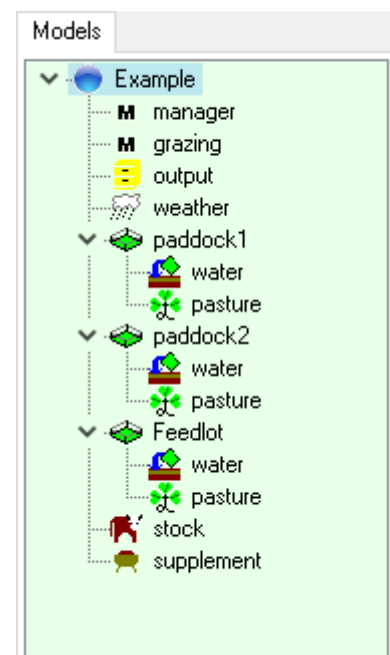 Models
Example
M manager
M grazing
output
weather
paddock1
water
pasture
paddock2
water
pasture
Feedlot
water
pasture
stock
supplement